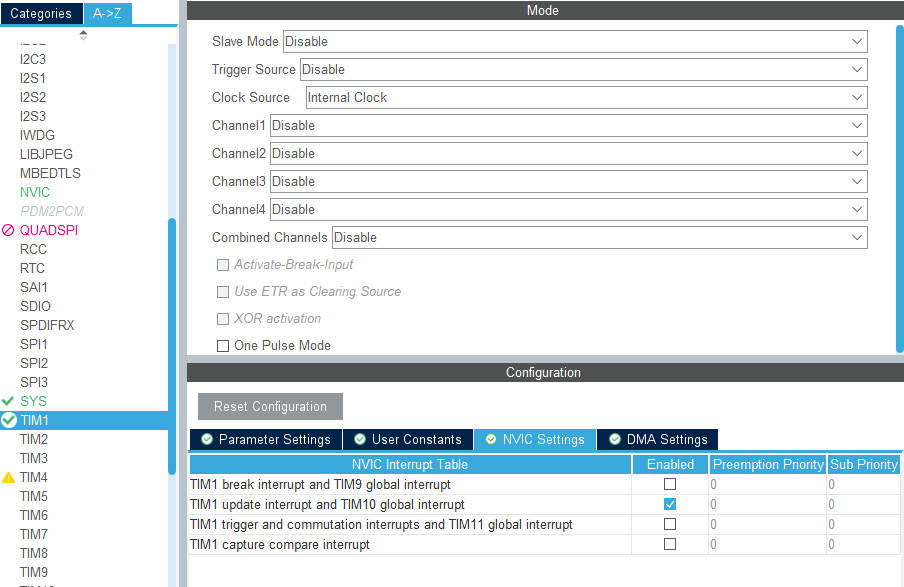 Categories A->Z
I2C3
I2S1
I2S2
I2S3
IWDG
LIBJPEG
MBEDTLS
NVIC
PDM2PCM
QUADSPI
RCC
RTC
SAI1
SDIO
SPDIFRX
SPI1
SPI2
SPI3
SYS
TIM1
TIM2
TIM3
TIM4
TIM5
TIM6
TIM7
TIM8
TIM9
Mode
Slave Mode Disable
Trigger Source Disable
Clock Source Internal Clock
Channel1 Disable
Channel2 Disable
Channel3 Disable
Channel4 Disable
Combined Channels Disable
Activate-Break-Input
Use ETR as Clearing Source
XOR activation
One Pulse Mode
Configuration
Reset Configuration
Parameter Settings User Constants NVIC Settings DMA Settings
NVIC Interrupt Table Enabled Preemption Priority Sub Priority
TIM1 break interrupt and TIM9 global interrupt 0 0
TIM1 update interrupt and TIM10 global interrupt 0 0
TIM1 trigger and commutation interrupts and TIM11 global interrupt 0 0
TIM1 capture compare interrupt 0 0